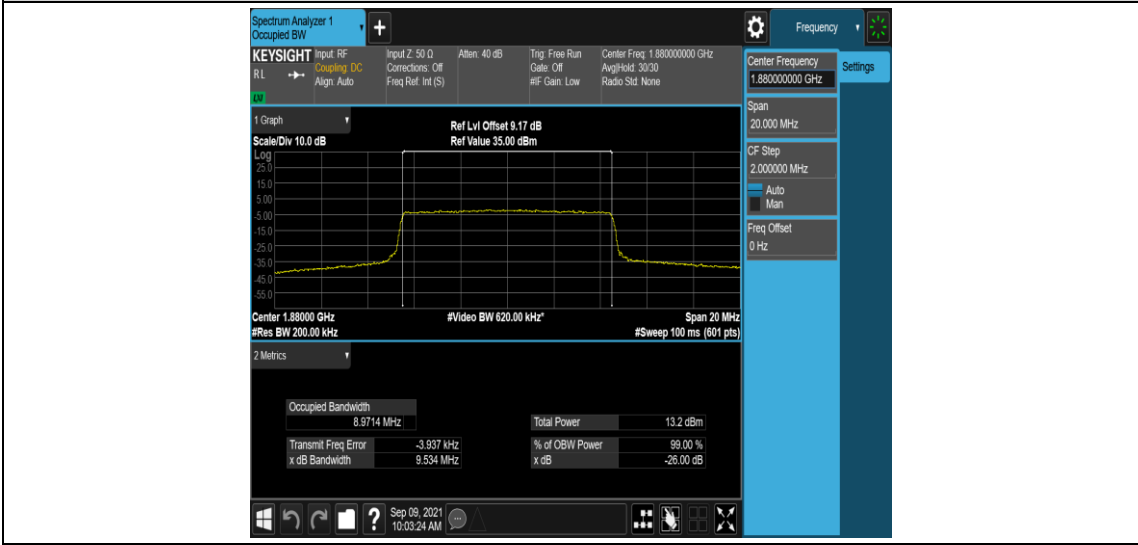 Spectrum Analyzer 1
Occupied BW
+
Frequency
KEYSIGHT Input: RF Input Z: 50 Ω Atten: 40 dB Trig: Free Run Center Freq: 1.880000000 GHz
RL Coupling: DC Corrections: Off Gate: Off Avg|Hold: 30/30
Align: Auto Freq Ref: Int (S) #IF Gain: Low Radio Std: None
LXI
Center Frequency
1.880000000 GHz
Settings
Span
20.000 MHz
CF Step
2.000000 MHz
Auto
Man
Freq Offset
0 Hz
1 Graph
Ref Lvl Offset 9.17 dB
Scale/Div 10.0 dB Ref Value 35.00 dBm
Log
25.0
15.0
5.00
-5.00
-15.0
-25.0
-35.0
-45.0
-55.0
Center 1.88000 GHz #Video BW 620.00 kHz* Span 20 MHz
#Res BW 200.00 kHz #Sweep 100 ms (601 pts)
2 Metrics
Occupied Bandwidth
8.9714 MHz
Total Power 13.2 dBm
Transmit Freq Error -3.937 kHz % of OBW Power 99.00 %
x dB Bandwidth 9.534 MHz x dB -26.00 dB
? Sep 09, 2021
10:03:24 AM